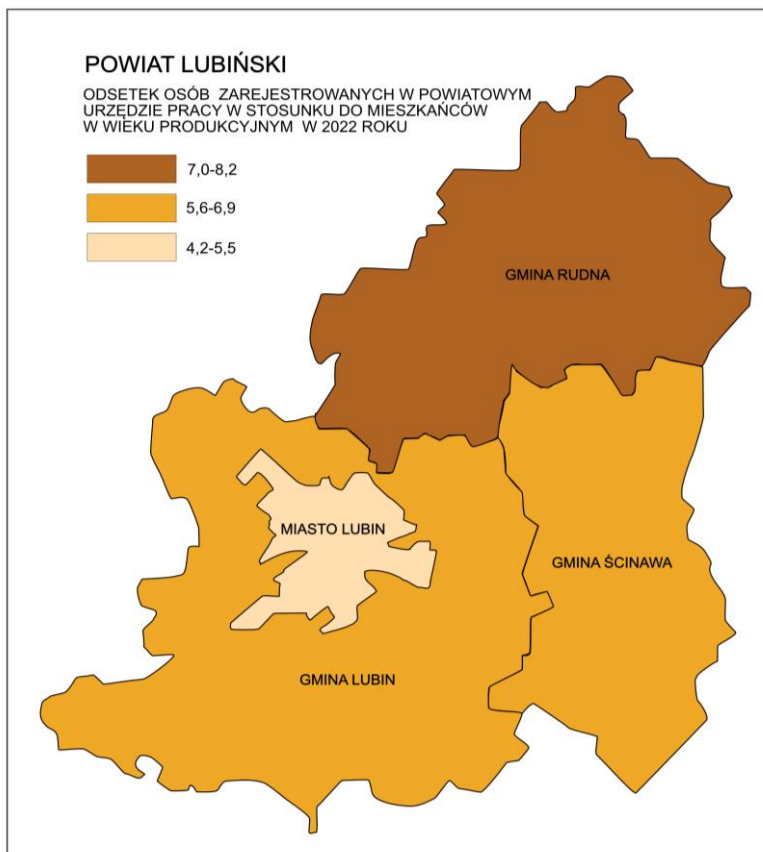 POWIAT LUBIŃSKI
ODSETEK OSÓB ZAREJESTROWANYCH W POWIATOWYM
URZĘDZIE PRACY W STOSUNKU DO MIESZKAŃCÓW
W WIEKU PRODUKCYJNYM W 2022 ROKU
7,0-8,2
5,6-6,9
4,2-5,5
GMINA RUDNA
MIASTO LUBIN
GMINA ŚCINAWA
GMINA LUBIN